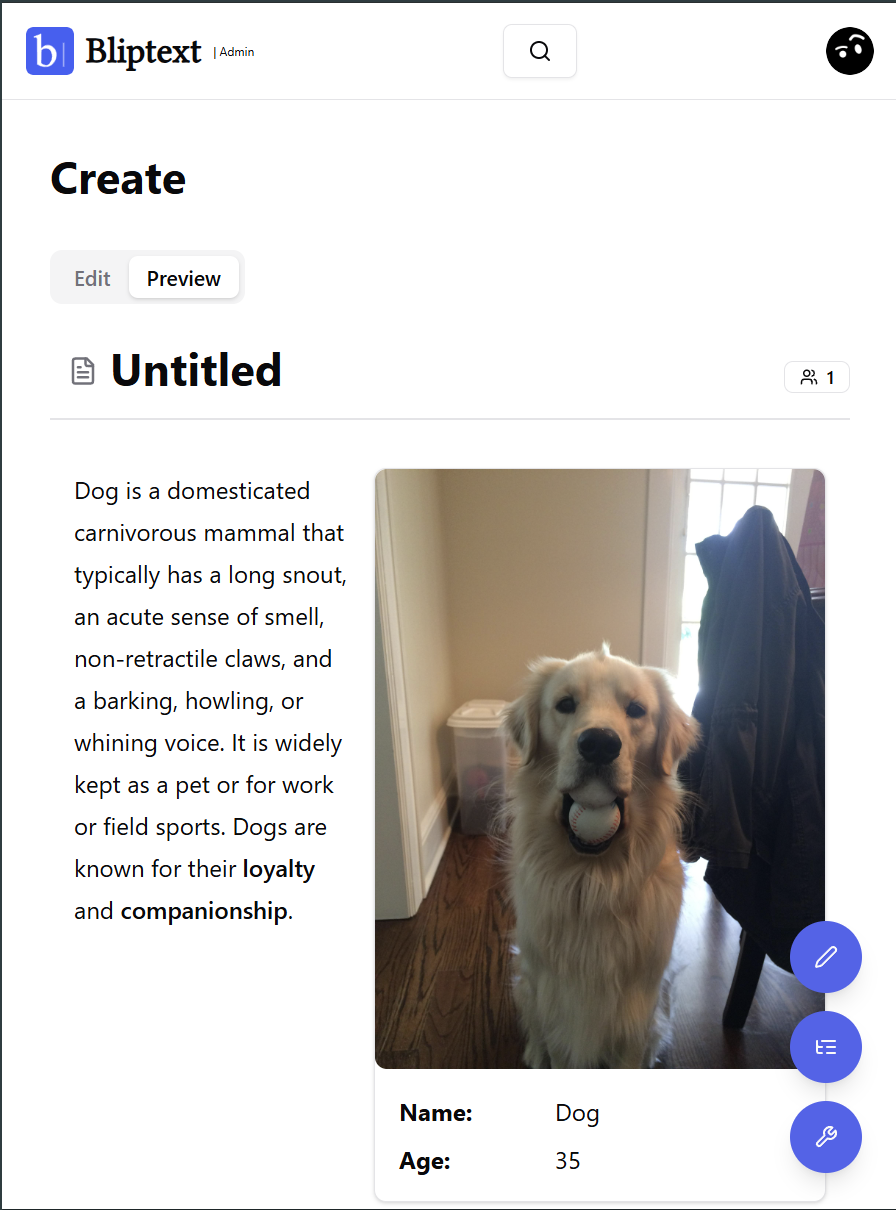 b
Bliptext | Admin
Create
Edit Preview
Untitled
1
Dog is a domesticated
carnivorous mammal that
typically has a long snout,
an acute sense of smell,
non-retractile claws, and
a barking, howling, or
whining voice. It is widely
kept as a pet or for work
or field sports. Dogs are
known for their loyalty
and companionship.
Name: Dog
Age: 35